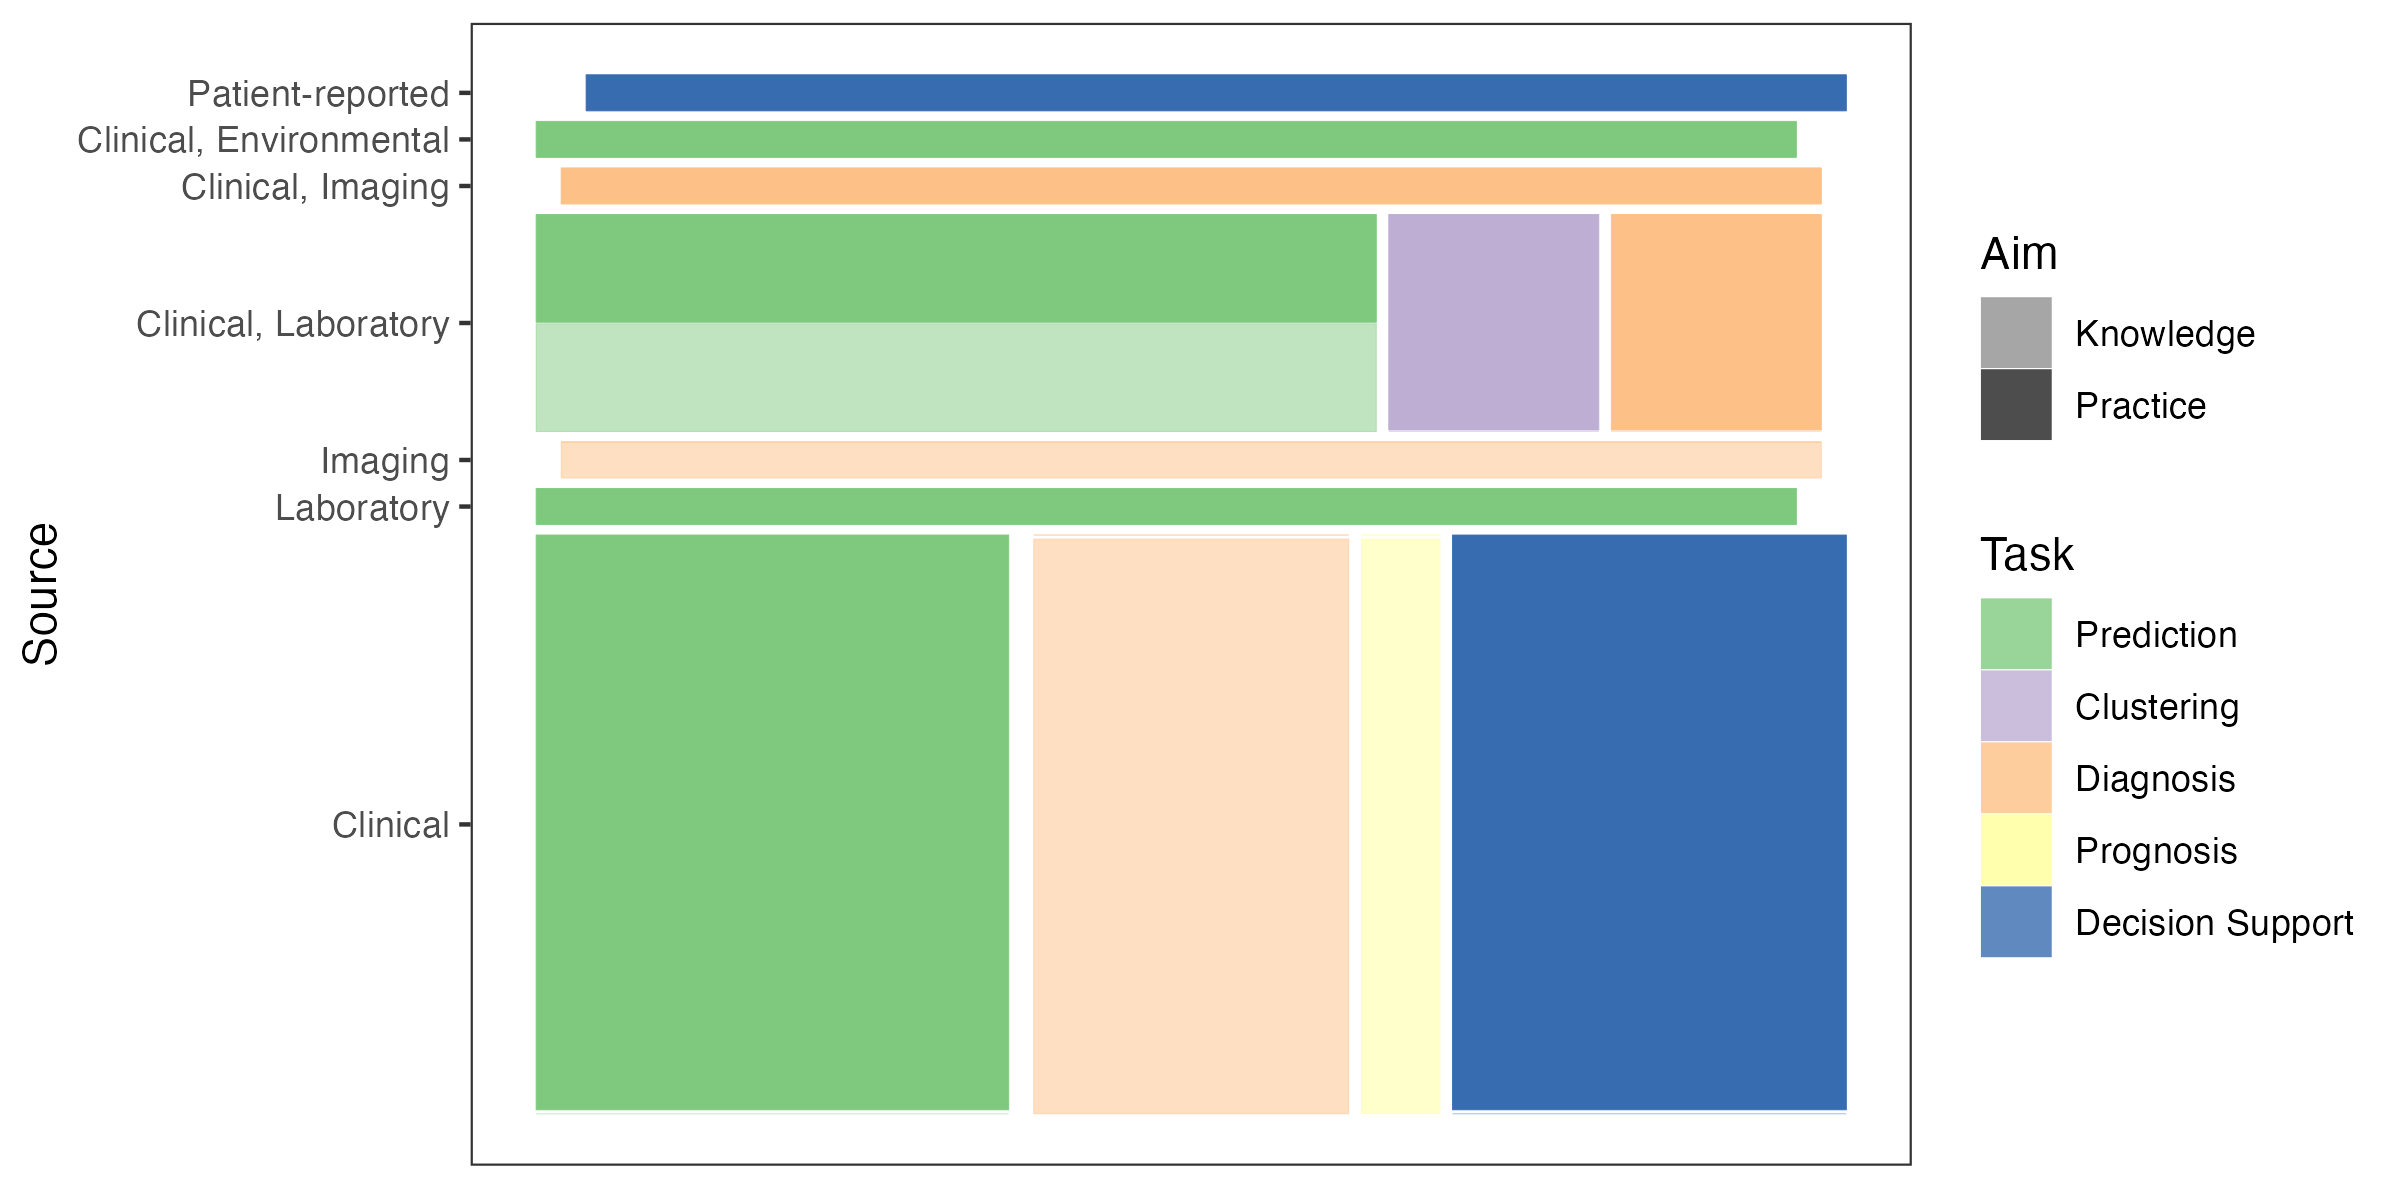 Patient-reported
Clinical, Environmental
Clinical, Imaging
Clinical, Laboratory
Imaging
Laboratory
Clinical
Source
Aim
Knowledge
Practice
Task
Prediction
Clustering
Diagnosis
Prognosis
Decision Support